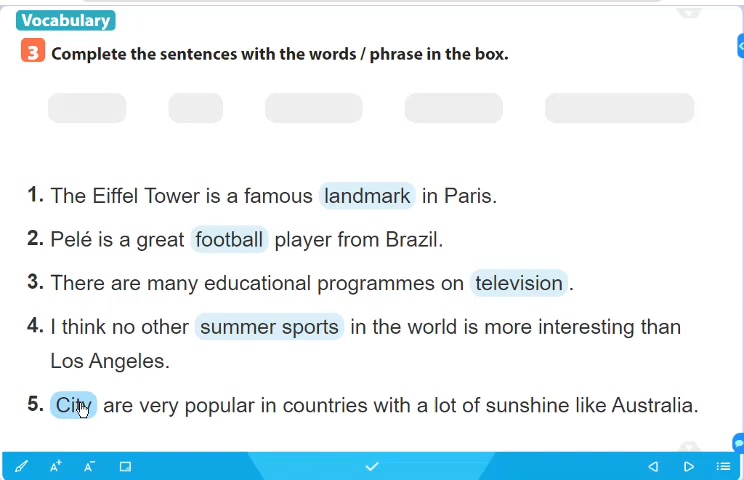 Vocabulary
3 Complete the sentences with the words / phrase in the box.
1. The Eiffel Tower is a famous landmark in Paris.
2. Pelé is a great football player from Brazil.
3. There are many educational programmes on television.
4. I think no other summer sports in the world is more interesting than
Los Angeles.
5. City are very popular in countries with a lot of sunshine like Australia.
A+ A-